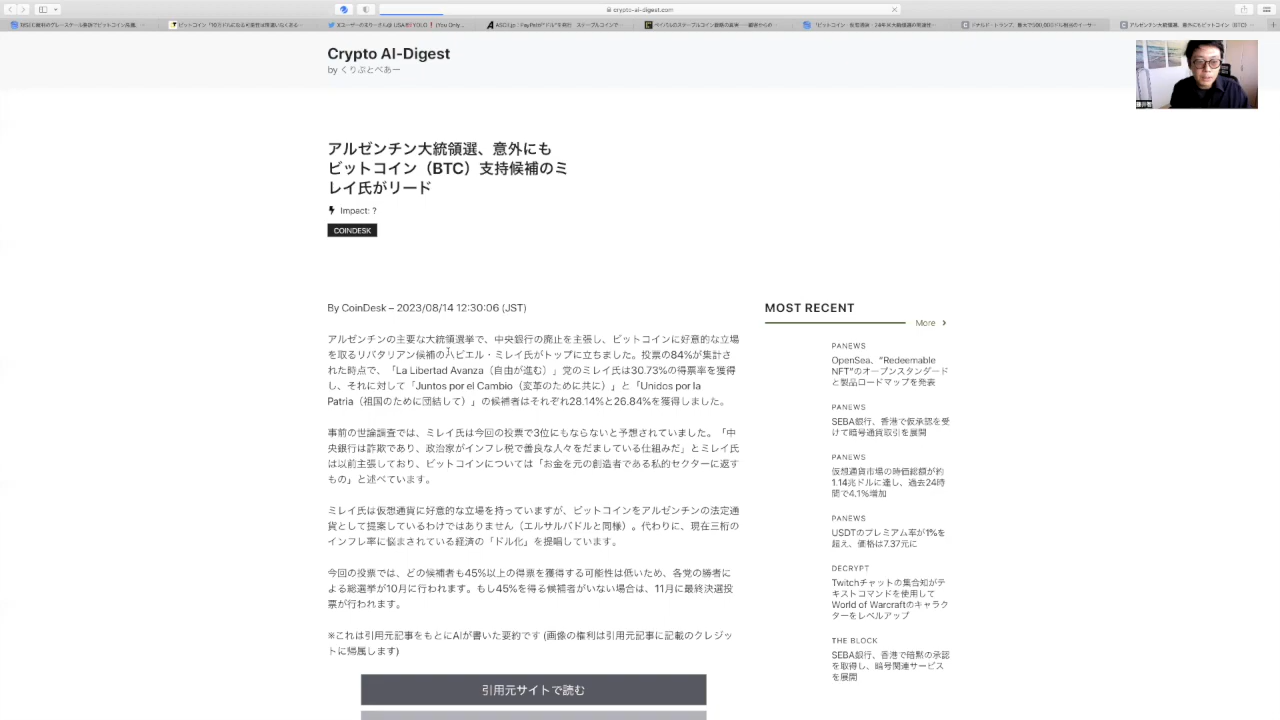 crypto-ai-digest.com
Crypto AI-Digest
by くりぷとべあー
アルゼンチン大統領選、意外にも
ビットコイン（BTC）支持候補のミ
レイ氏がリード
Impact: ?
COINDESK
By CoinDesk – 2023/08/14 12:30:06 (JST)
アルゼンチンの主要な大統領選挙で、中央銀行の廃止を主張し、ビットコインに好意的な立場
を取るリバタリアン候補のハビエル・ミレイ氏がトップに立ちました。投票の84%が集計さ
れた時点で、「La Libertad Avanza（自由が進む）」党のミレイ氏は30.73%の得票率を獲得
し、それに対して「Juntos por el Cambio（変革のために共に）」と「Unidos por la
Patria（祖国のために団結して）」の候補者はそれぞれ28.14%と26.84%を獲得しました。
事前の世論調査では、ミレイ氏は今回の投票で3位にもならないと予想されていました。「中
央銀行は詐欺であり、政治家がインフレ税で善良な人々をだましている仕組みだ」とミレイ氏
は以前主張しており、ビットコインについては「お金を元の創造者である私的セクターに返す
もの」と述べています。
ミレイ氏は仮想通貨に好意的な立場を持っていますが、ビットコインをアルゼンチンの法定通
貨として提案しているわけではありません（エルサルバドルと同様）。代わりに、現在三桁の
インフレ率に悩まされている経済の「ドル化」を提唱しています。
今回の投票では、どの候補者も45%以上の得票を獲得する可能性は低いため、各党の勝者に
よる総選挙が10月に行われます。もし45%を得る候補者がいない場合は、11月に最終決選投
票が行われます。
※これは引用元記事をもとにAIが書いた要約です (画像の権利は引用元記事に記載のクレジッ
トに帰属します)
引用元サイトで読む
MOST RECENT
More
PANEWS
OpenSea、"Redeemable
NFT"のオープンスタンダード
と製品ロードマップを発表
PANEWS
SEBA銀行、香港で仮承認を受
けて暗号通貨取引を展開
PANEWS
仮想通貨市場の時価総額が約
1.14兆ドルに達し、過去24時
間で4.1%増加
PANEWS
USDTのプレミアム率が1%を
超え、価格は7.37元に
DECRYPT
Twitchチャットの集合知がテ
キストコマンドを使用して
World of Warcraftのキャラク
ターをレベルアップ
THE BLOCK
SEBA銀行、香港で暗黙の承認
を取得し、暗号関連サービス
を展開